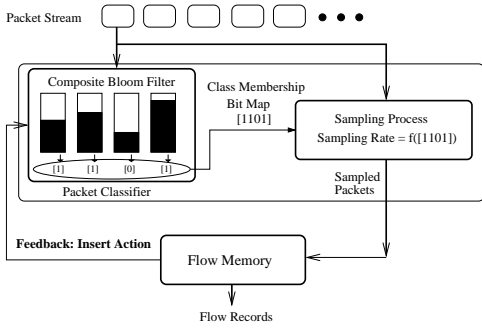 Packet Stream
Composite Bloom Filter
[1] [1] [0] [1]
Packet Classifier
Class Membership
Bit Map
[1101]
Sampling Process
Sampling Rate = f([1101])
Sampled
Packets
Feedback: Insert Action
Flow Memory
Flow Records